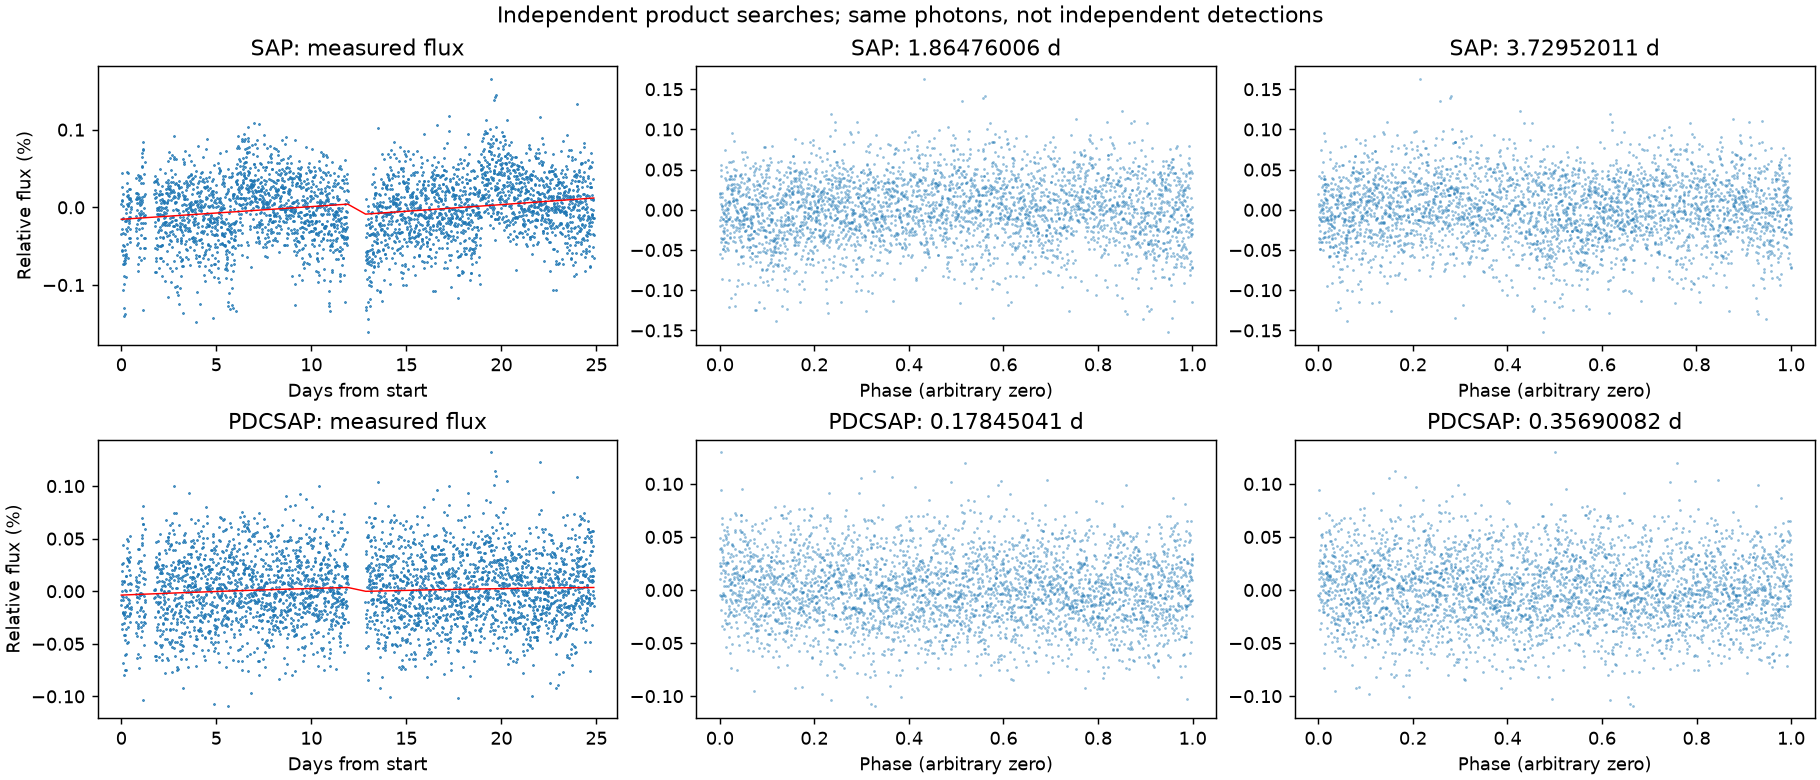 Independent product searches; same photons, not independent detections
SAP: measured flux
SAP: 1.86476006 d
SAP: 3.72952011 d
Relative flux (%)
0.1
0.0
−0.1
0 5 10 15 20 25
Days from start
0.15
0.10
0.05
0.00
−0.05
−0.10
−0.15
0.0 0.2 0.4 0.6 0.8 1.0
Phase (arbitrary zero)
0.15
0.10
0.05
0.00
−0.05
−0.10
−0.15
0.0 0.2 0.4 0.6 0.8 1.0
Phase (arbitrary zero)
PDCSAP: measured flux
PDCSAP: 0.17845041 d
PDCSAP: 0.35690082 d
Relative flux (%)
0.10
0.05
0.00
−0.05
−0.10
0 5 10 15 20 25
Days from start
0.10
0.05
0.00
−0.05
−0.10
0.0 0.2 0.4 0.6 0.8 1.0
Phase (arbitrary zero)
0.10
0.05
0.00
−0.05
−0.10
0.0 0.2 0.4 0.6 0.8 1.0
Phase (arbitrary zero)